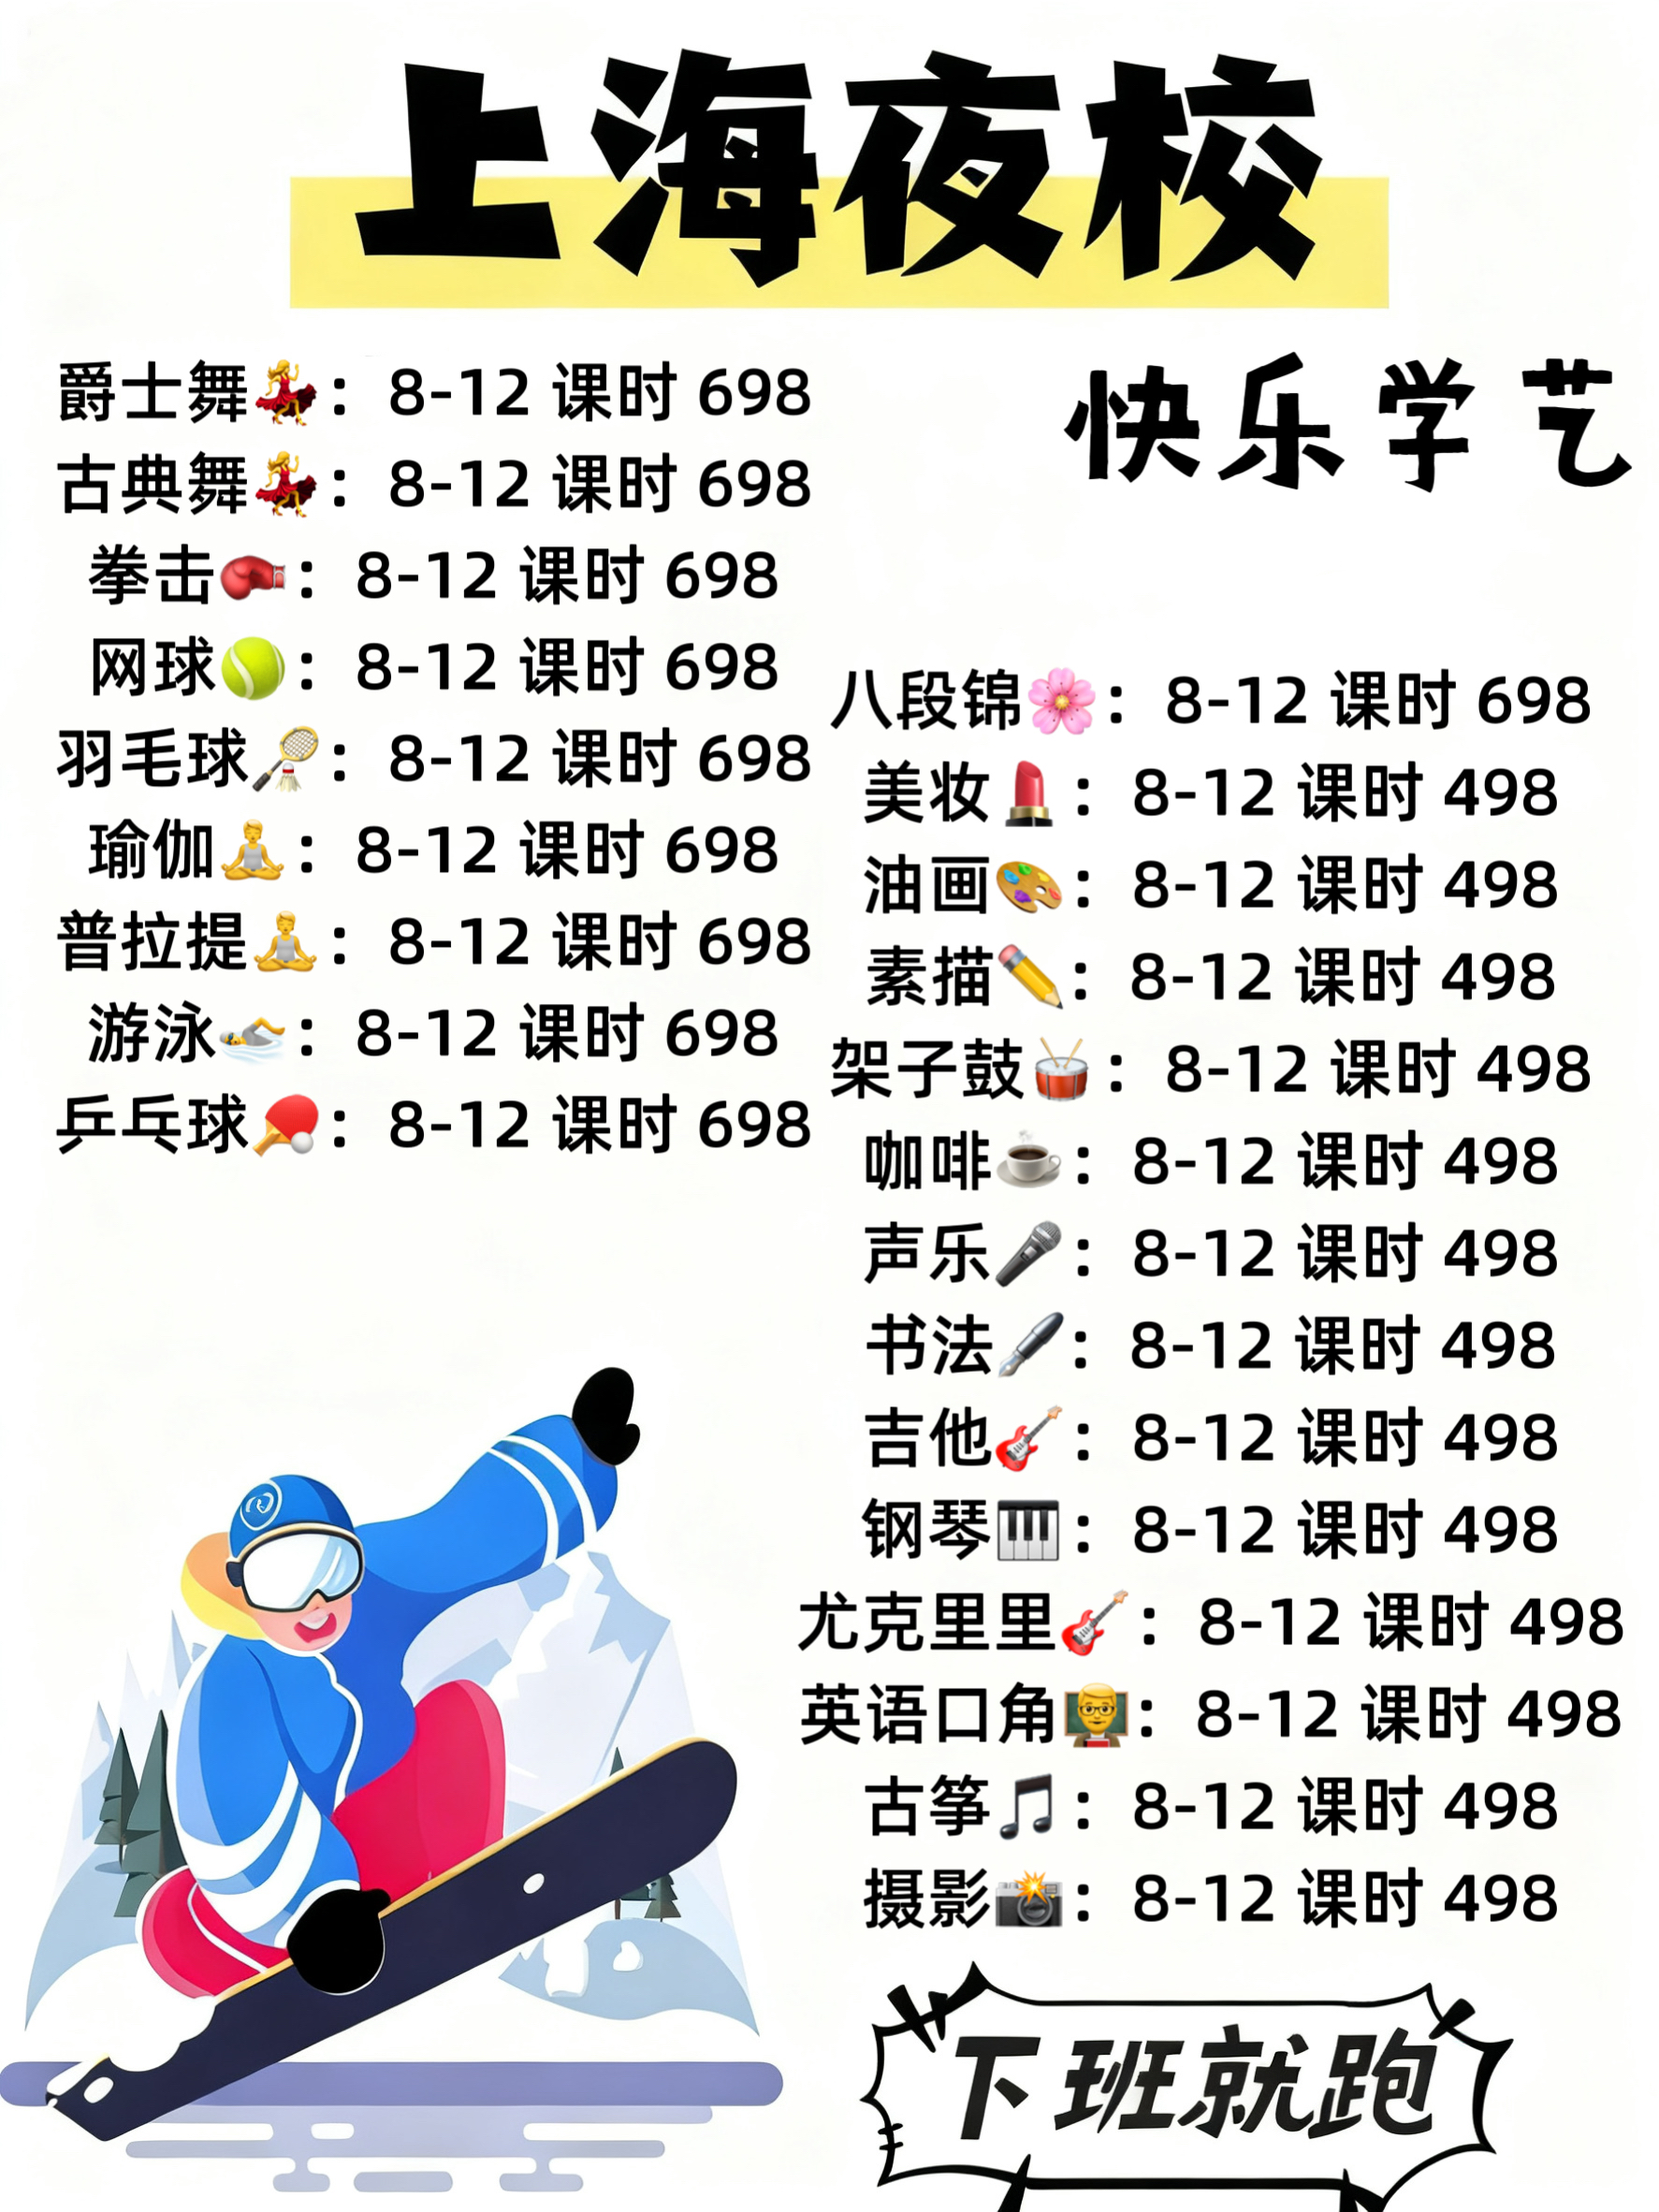 上海夜校
快乐学艺
爵士舞💃：8-12 课时 698
古典舞💃：8-12 课时 698
拳击🥊：8-12 课时 698
网球🎾：8-12 课时 698
羽毛球🏸：8-12 课时 698
瑜伽🧘：8-12 课时 698
普拉提🧘：8-12 课时 698
游泳🏊：8-12 课时 698
乒乓球🏓：8-12 课时 698
八段锦🌸：8-12 课时 698
美妆💄：8-12 课时 498
油画🎨：8-12 课时 498
素描✏️：8-12 课时 498
架子鼓🥁：8-12 课时 498
咖啡☕：8-12 课时 498
声乐🎤：8-12 课时 498
书法🖋️：8-12 课时 498
吉他🎸：8-12 课时 498
钢琴🎹：8-12 课时 498
尤克里里🎸：8-12 课时 498
英语口角👨‍🏫：8-12 课时 498
古筝🎵：8-12 课时 498
摄影📸：8-12 课时 498
下班就跑